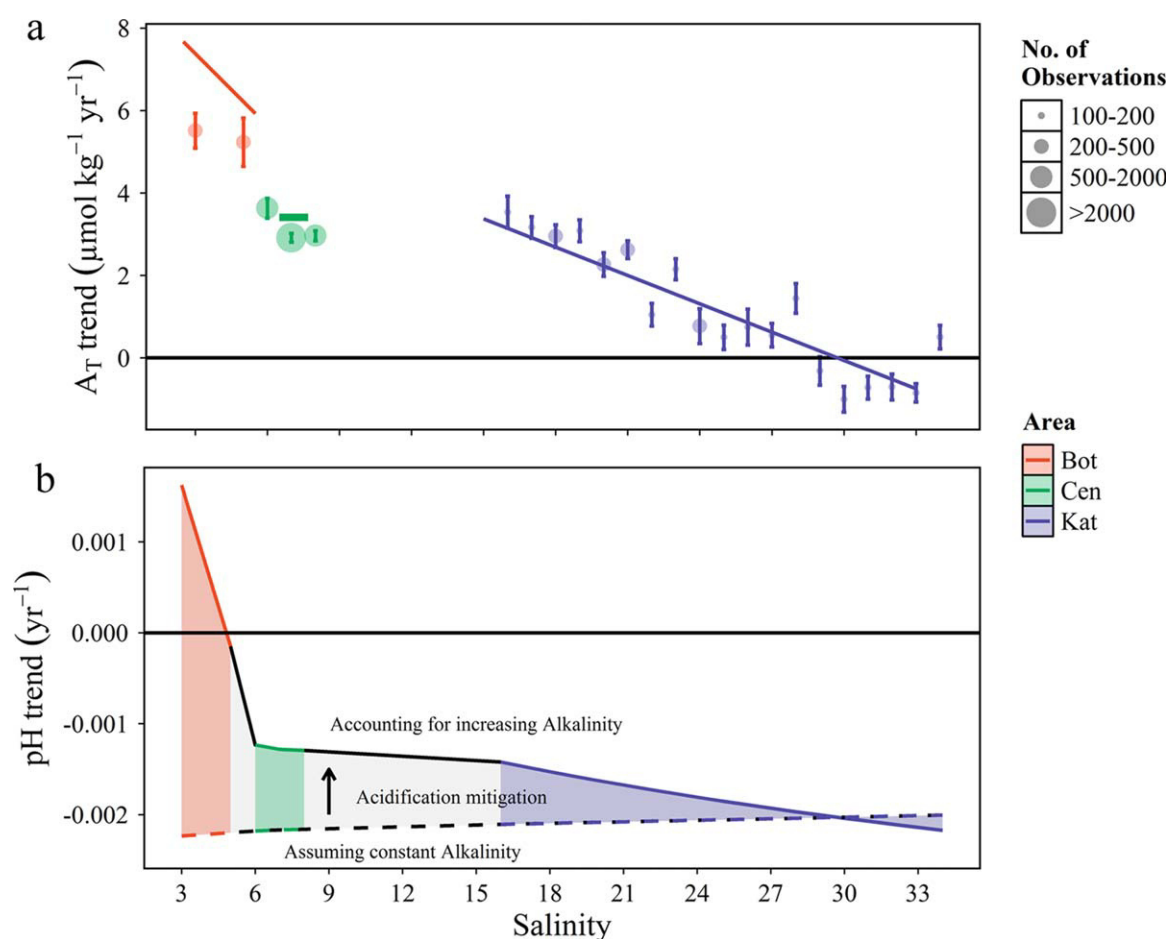 a
8
6
4
2
0
A_T trend (µmol kg⁻¹ yr⁻¹)
No. of
Observations
100-200
200-500
500-2000
>2000
Area
Bot
Cen
Kat
b
0.001
0.000
-0.001
-0.002
pH trend (yr⁻¹)
Accounting for increasing Alkalinity
Acidification mitigation
Assuming constant Alkalinity
3 6 9 12 15 18 21 24 27 30 33
Salinity